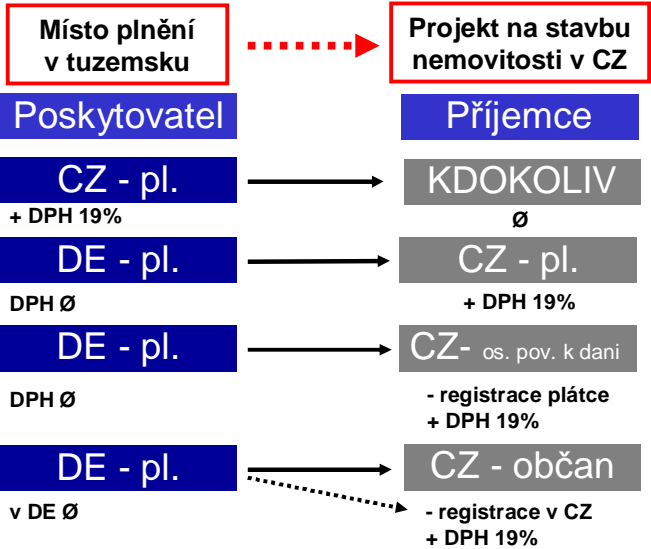 Místo plnění
v tuzemsku
Projekt na stavbu
nemovitosti v CZ
Poskytovatel
Příjemce
CZ - pl.
KDOKOLIV
+ DPH 19%
Ø
DE - pl.
CZ - pl.
DPH Ø
+ DPH 19%
DE - pl.
CZ- os. pov. k dani
DPH Ø
- registrace plátce
+ DPH 19%
DE - pl.
CZ - občan
v DE Ø
- registrace v CZ
+ DPH 19%